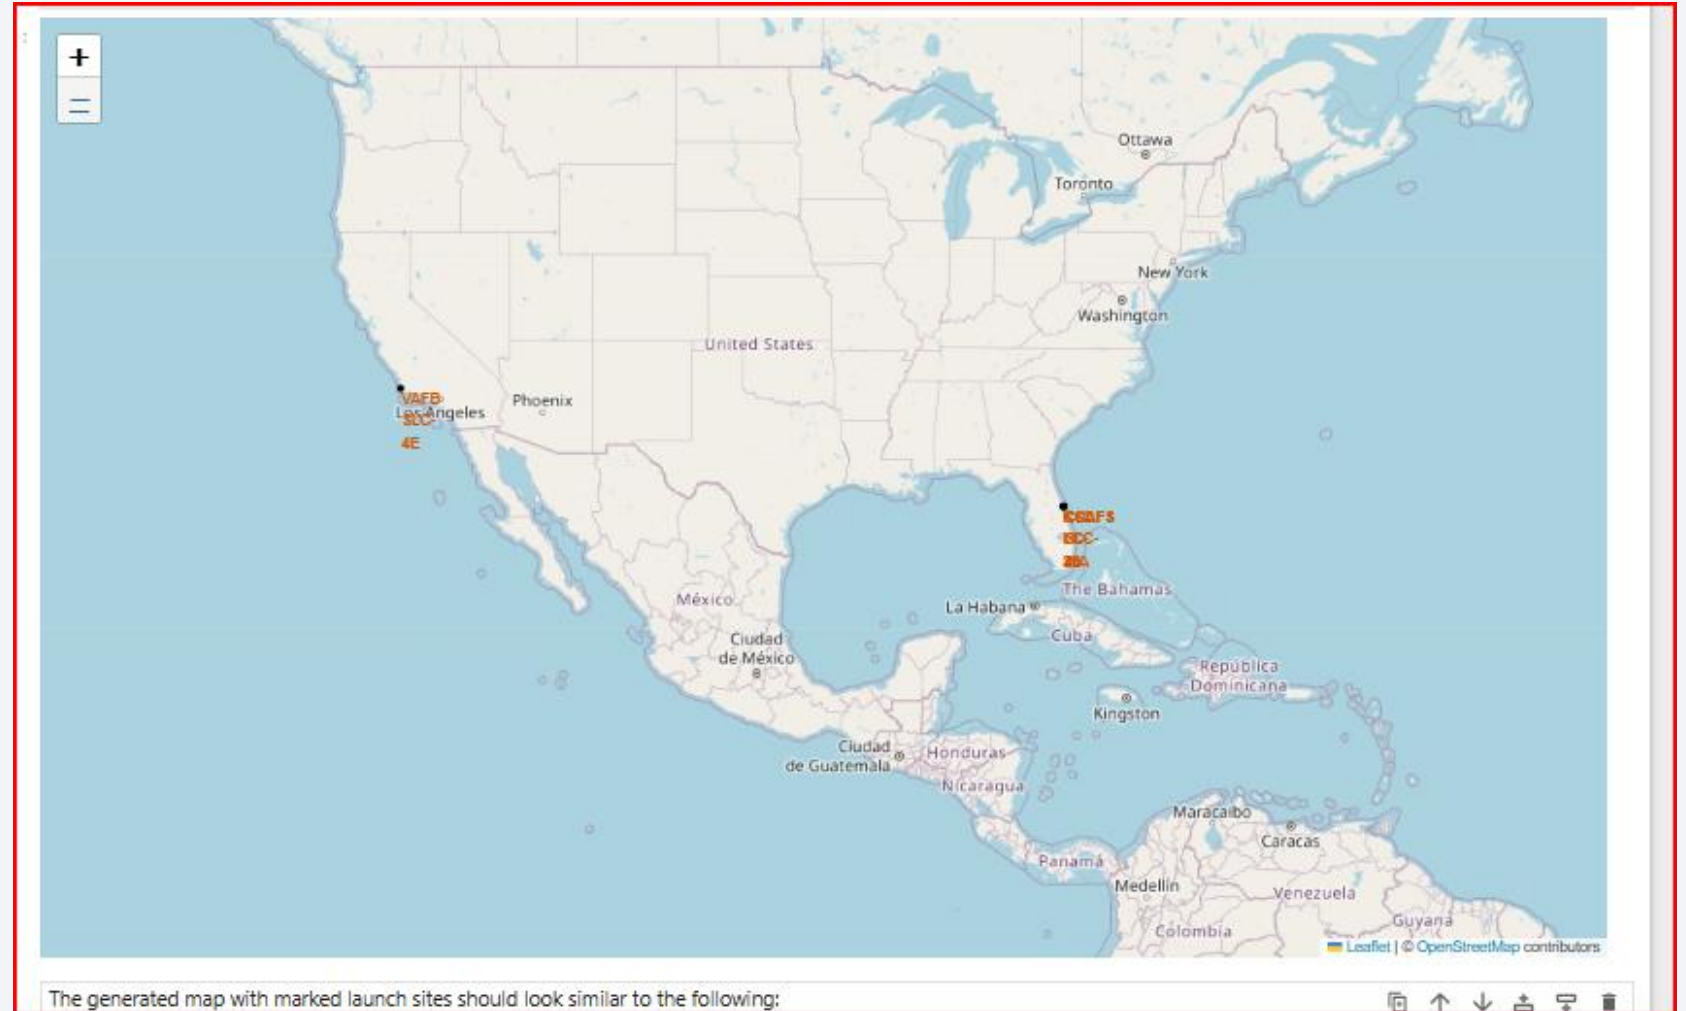 +
Ottawa
Toronto
New York
Washington
United States
VAFB
Los Angeles
SLC-
4E
Phoenix
The Bahamas
México
La Habana
Cuba
Ciudad
de México
República
Dominicana
Kingston
Ciudad
de Guatemala
Honduras
Nicaragua
Maracaibo
Caracas
Panamá
Medellín
Venezuela
Guyana
Colombia
Leaflet | © OpenStreetMap contributors
The generated map with marked launch sites should look similar to the following: